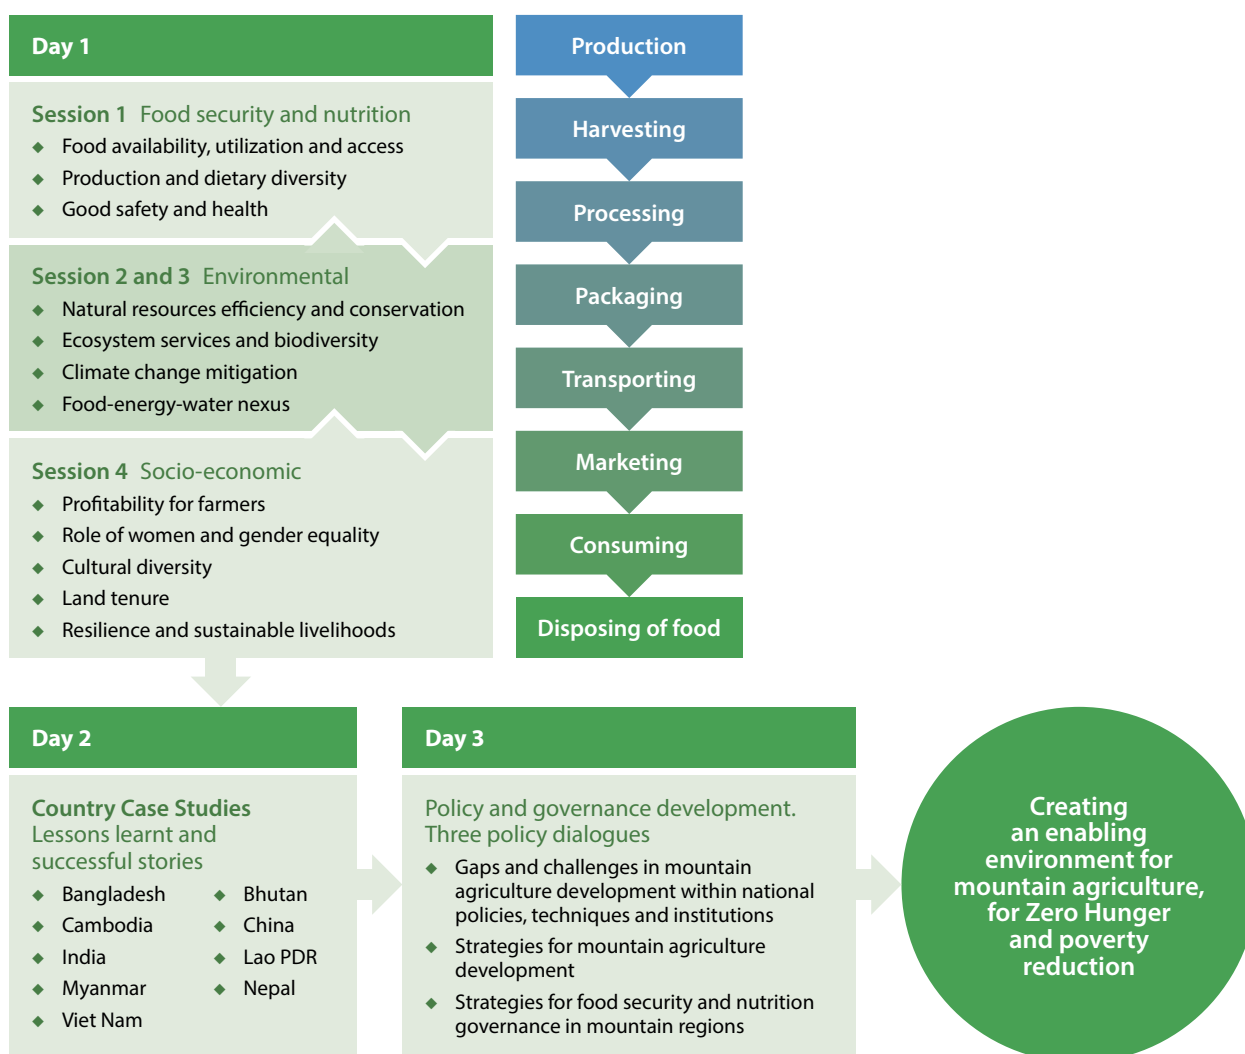 Day 1
Session 1 Food security and nutrition
◆ Food availability, utilization and access
◆ Production and dietary diversity
◆ Good safety and health
Session 2 and 3 Environmental
◆ Natural resources efficiency and conservation
◆ Ecosystem services and biodiversity
◆ Climate change mitigation
◆ Food-energy-water nexus
Session 4 Socio-economic
◆ Profitability for farmers
◆ Role of women and gender equality
◆ Cultural diversity
◆ Land tenure
◆ Resilience and sustainable livelihoods
Production
Harvesting
Processing
Packaging
Transporting
Marketing
Consuming
Disposing of food
Day 2
Country Case Studies
Lessons learnt and
successful stories
◆ Bangladesh
◆ Cambodia
◆ India
◆ Myanmar
◆ Viet Nam
◆ Bhutan
◆ China
◆ Lao PDR
◆ Nepal
Day 3
Policy and governance development.
Three policy dialogues
◆ Gaps and challenges in mountain
agriculture development within national
policies, techniques and institutions
◆ Strategies for mountain agriculture
development
◆ Strategies for food security and nutrition
governance in mountain regions
Creating
an enabling
environment for
mountain agriculture,
for Zero Hunger
and poverty
reduction